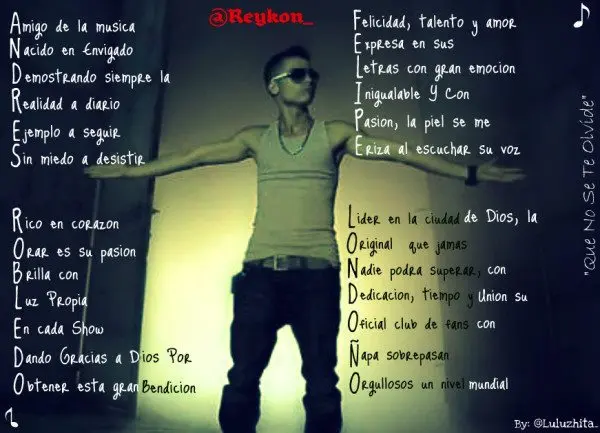 @Reykon_
Amigo de la musica
Nacido en Envigado
Demostrando siempre la
Realidad a diario
Ejemplo a seguir
Sin miedo a desistir
Felicidad, talento y amor
Expresa en sus
Letras con gran emocion
Inigualable Y Con
Pasion, la piel se me
Eriza al escuchar su voz
Rico en corazon
Orar es su pasion
Brilla con
Luz Propia
En cada Show
Dando Gracias a Dios Por
Obtener esta gran Bendicion
Lider en la ciudad de Dios, la
Original que jamas
Nadie podra superar, con
Dedicacion, tiempo y Union su
Oficial club de fans con
Ñapa sobrepasan
Orgullosos un nivel mundial
"Que No Se Te Olvide"
By: @Luluzhita_